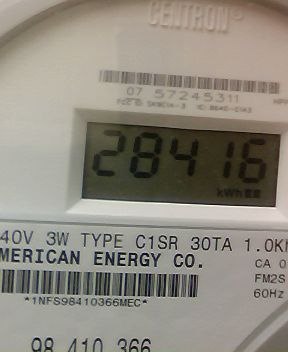 CENTRON®
07 57245311
28416
kWh
40V 3W TYPE C1SR 30TA 1.0K
MERICAN ENERGY CO.
CA 0
FM2S
60Hz
*1NFS98410366MEC*
98 410 366